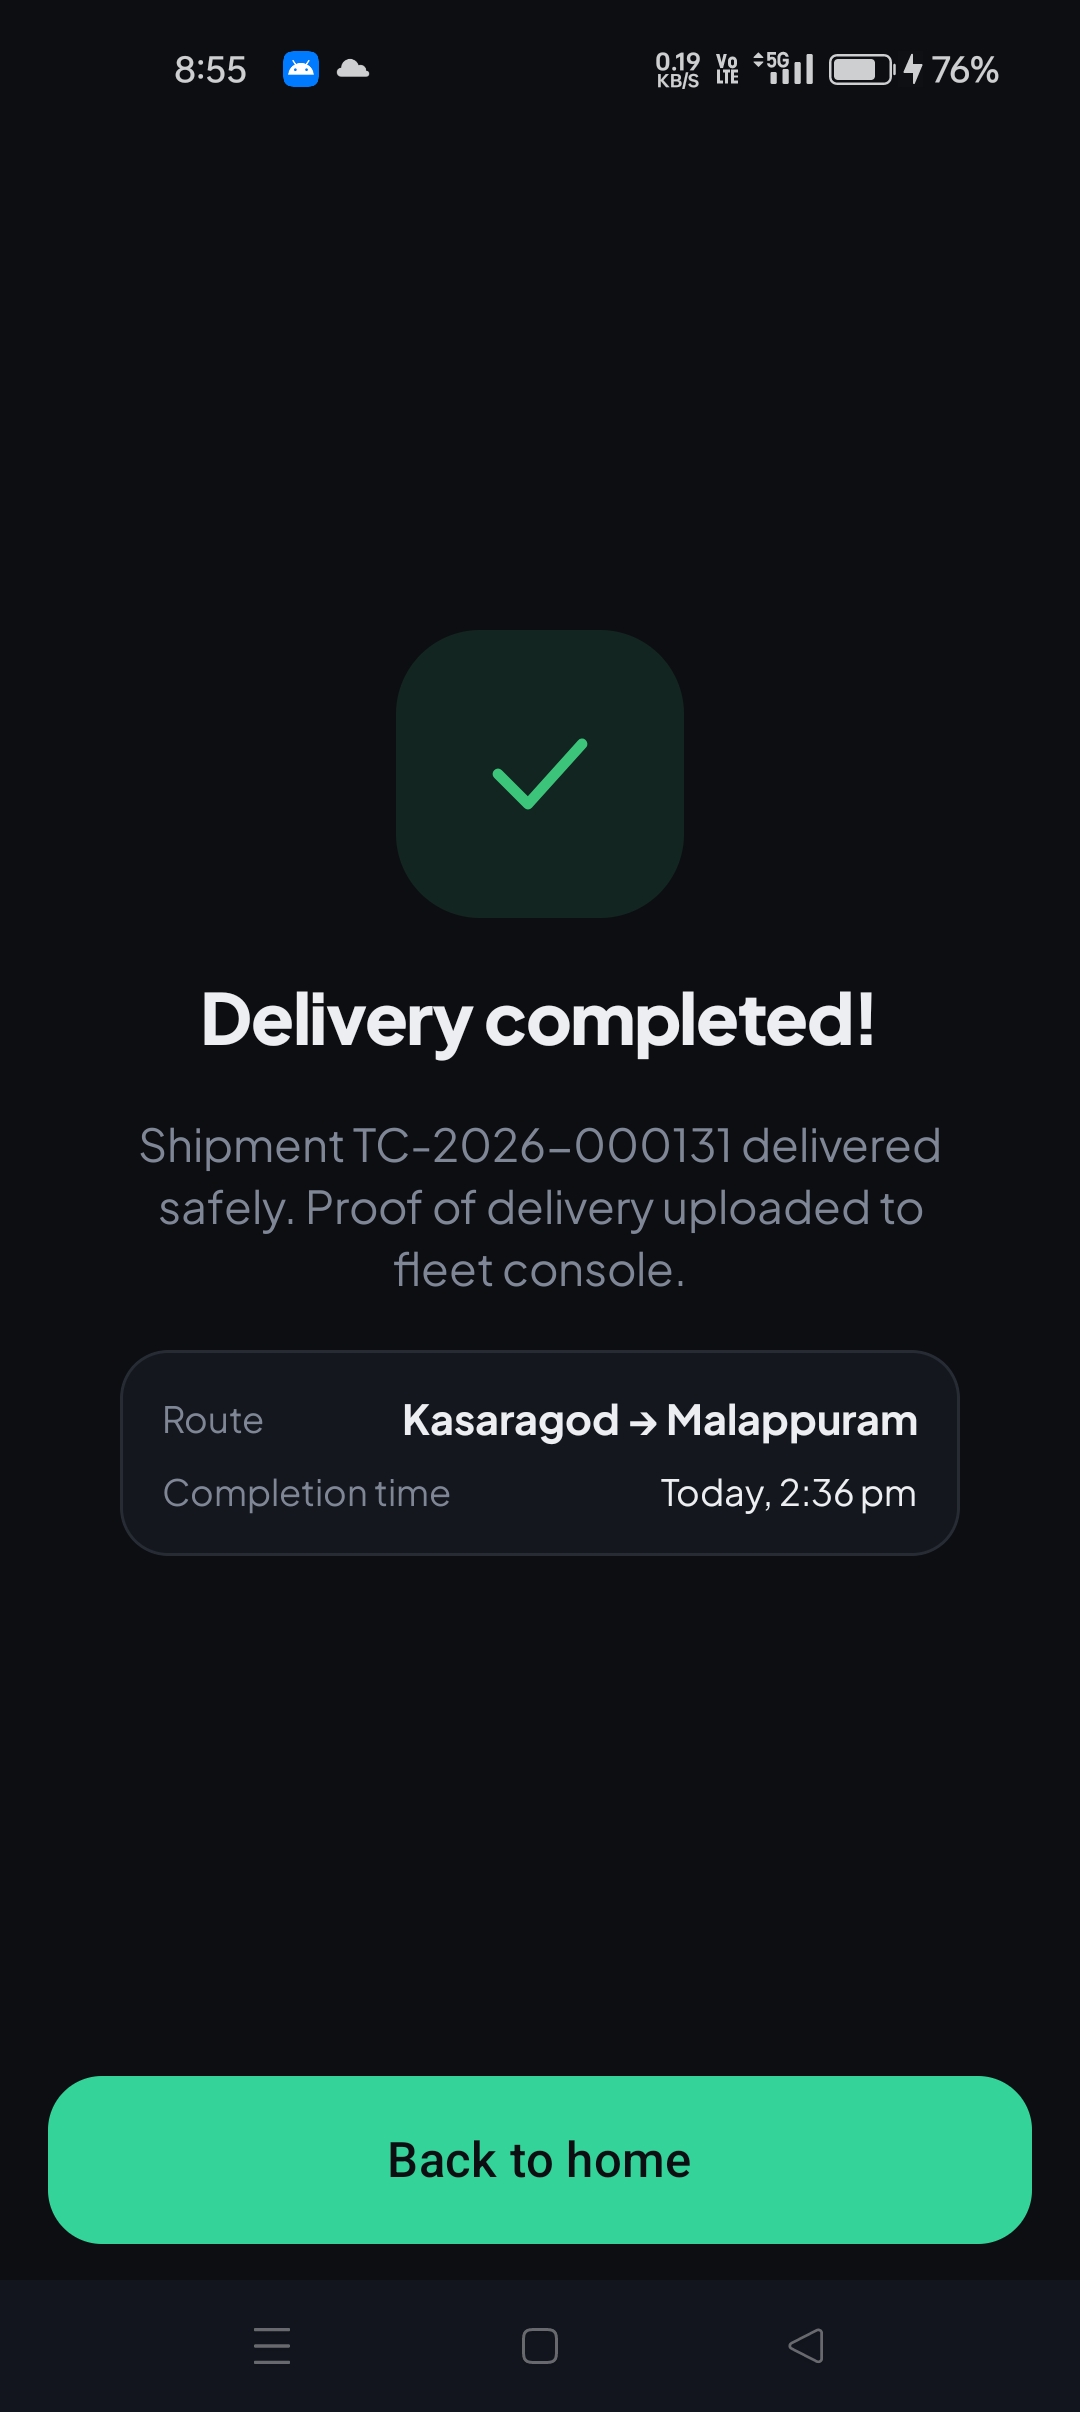 8:55
0.19 KB/S
Vo LTE
5G
76%
Delivery completed!
Shipment TC-2026-000131 delivered
safely. Proof of delivery uploaded to
fleet console.
Route Kasaragod → Malappuram
Completion time Today, 2:36 pm
Back to home